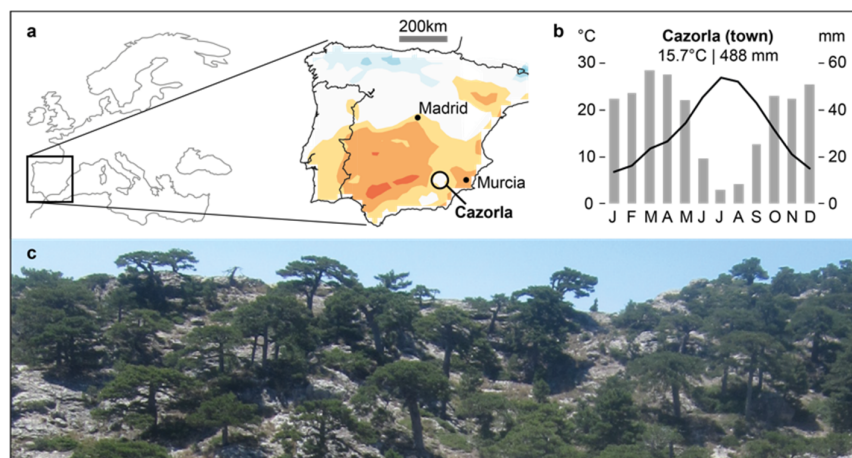 a
200km
Madrid
Murcia
Cazorla
b
Cazorla (town)
°C
15.7°C | 488 mm
mm
30
60
20
40
10
20
0
0
J F M A M J J A S O N D
c